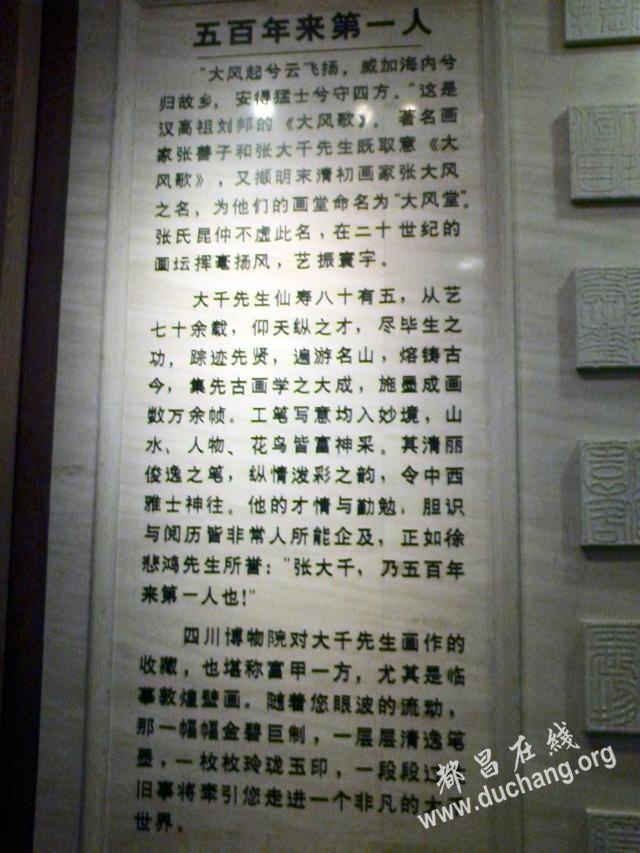 五百年来第一人
“大风起兮云飞扬，威加海内兮
归故乡，安得猛士兮守四方。”这是
汉高祖刘邦的《大风歌》。著名画
家张善子和张大千先生既取意《大
风歌》，又撷明末清初画家张大风
之名，为他们的画堂命名为“大风堂”。
张氏昆仲不虚此名，在二十世纪的
画坛挥毫扬风，艺振寰宇。
大千先生仙寿八十有五，从艺
七十余载，仰天纵之才，尽毕生之
功，踪迹先贤，遍游名山，熔铸古
今，集先古画学之大成，施墨成画
数万余帧。工笔写意均入妙境，山
水、人物、花鸟皆富神采。其清丽
俊逸之笔，纵情泼彩之韵，令中西
雅士神往。他的才情与勤勉，胆识
与阅历皆非常人所能企及，正如徐
悲鸿先生所誉：“张大千，乃五百年
来第一人也！”
四川博物院对大千先生画作的
收藏，也堪称富甲一方，尤其是临
摹敦煌壁画。随着您眼波的流动，
那一幅幅金碧巨制，一层层清逸笔
墨，一枚枚玲珑玉印，一段段
旧事将牵引您走进一个非凡的大
世界。
都昌在线
www.duchang.org